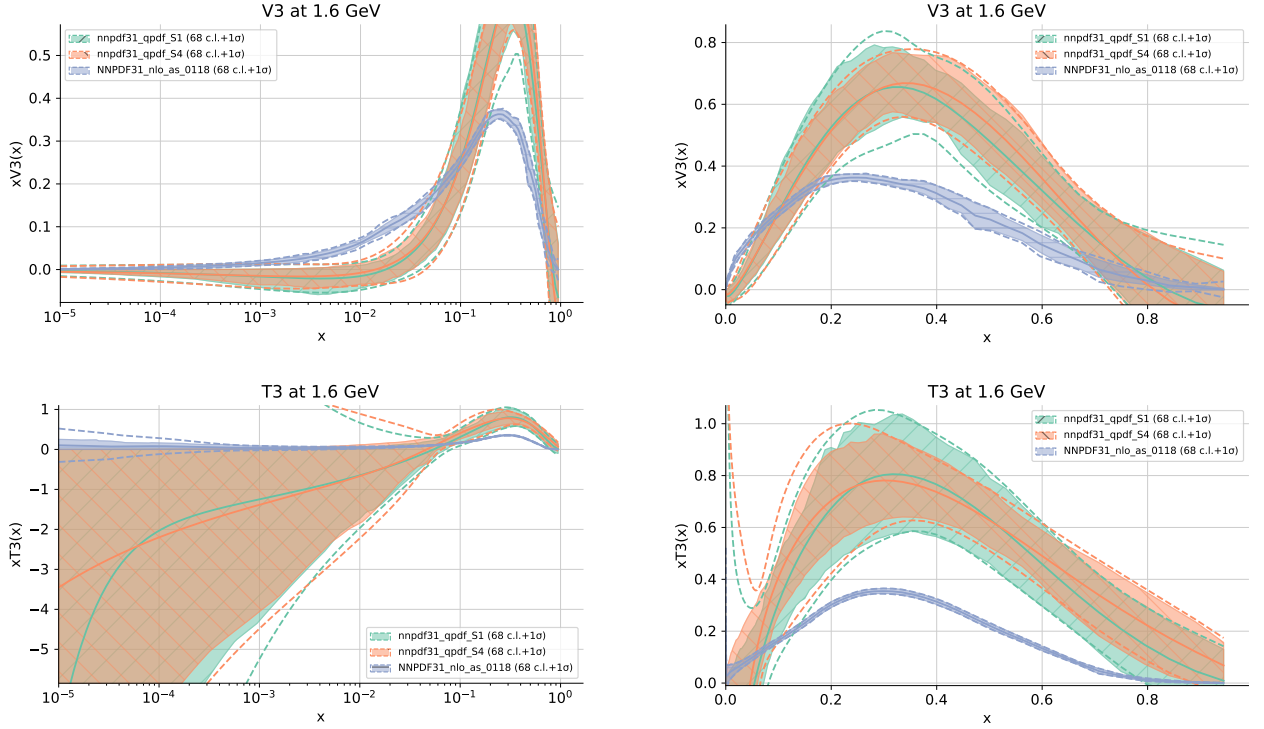 V3 at 1.6 GeV
nnpdf31_qpdf_S1 (68 c.l.+1σ)
nnpdf31_qpdf_S4 (68 c.l.+1σ)
NNPDF31_nlo_as_0118 (68 c.l.+1σ)
xV3(x)
0.5
0.4
0.3
0.2
0.1
0.0
10⁻⁵
10⁻⁴
10⁻³
10⁻²
10⁻¹
10⁰
x
V3 at 1.6 GeV
nnpdf31_qpdf_S1 (68 c.l.+1σ)
nnpdf31_qpdf_S4 (68 c.l.+1σ)
NNPDF31_nlo_as_0118 (68 c.l.+1σ)
xV3(x)
0.8
0.6
0.4
0.2
0.0
0.0
0.2
0.4
0.6
0.8
x
T3 at 1.6 GeV
xT3(x)
1
0
−1
−2
−3
−4
−5
nnpdf31_qpdf_S1 (68 c.l.+1σ)
nnpdf31_qpdf_S4 (68 c.l.+1σ)
NNPDF31_nlo_as_0118 (68 c.l.+1σ)
10⁻⁵
10⁻⁴
10⁻³
10⁻²
10⁻¹
10⁰
x
T3 at 1.6 GeV
nnpdf31_qpdf_S1 (68 c.l.+1σ)
nnpdf31_qpdf_S4 (68 c.l.+1σ)
NNPDF31_nlo_as_0118 (68 c.l.+1σ)
xT3(x)
1.0
0.8
0.6
0.4
0.2
0.0
0.0
0.2
0.4
0.6
0.8
x